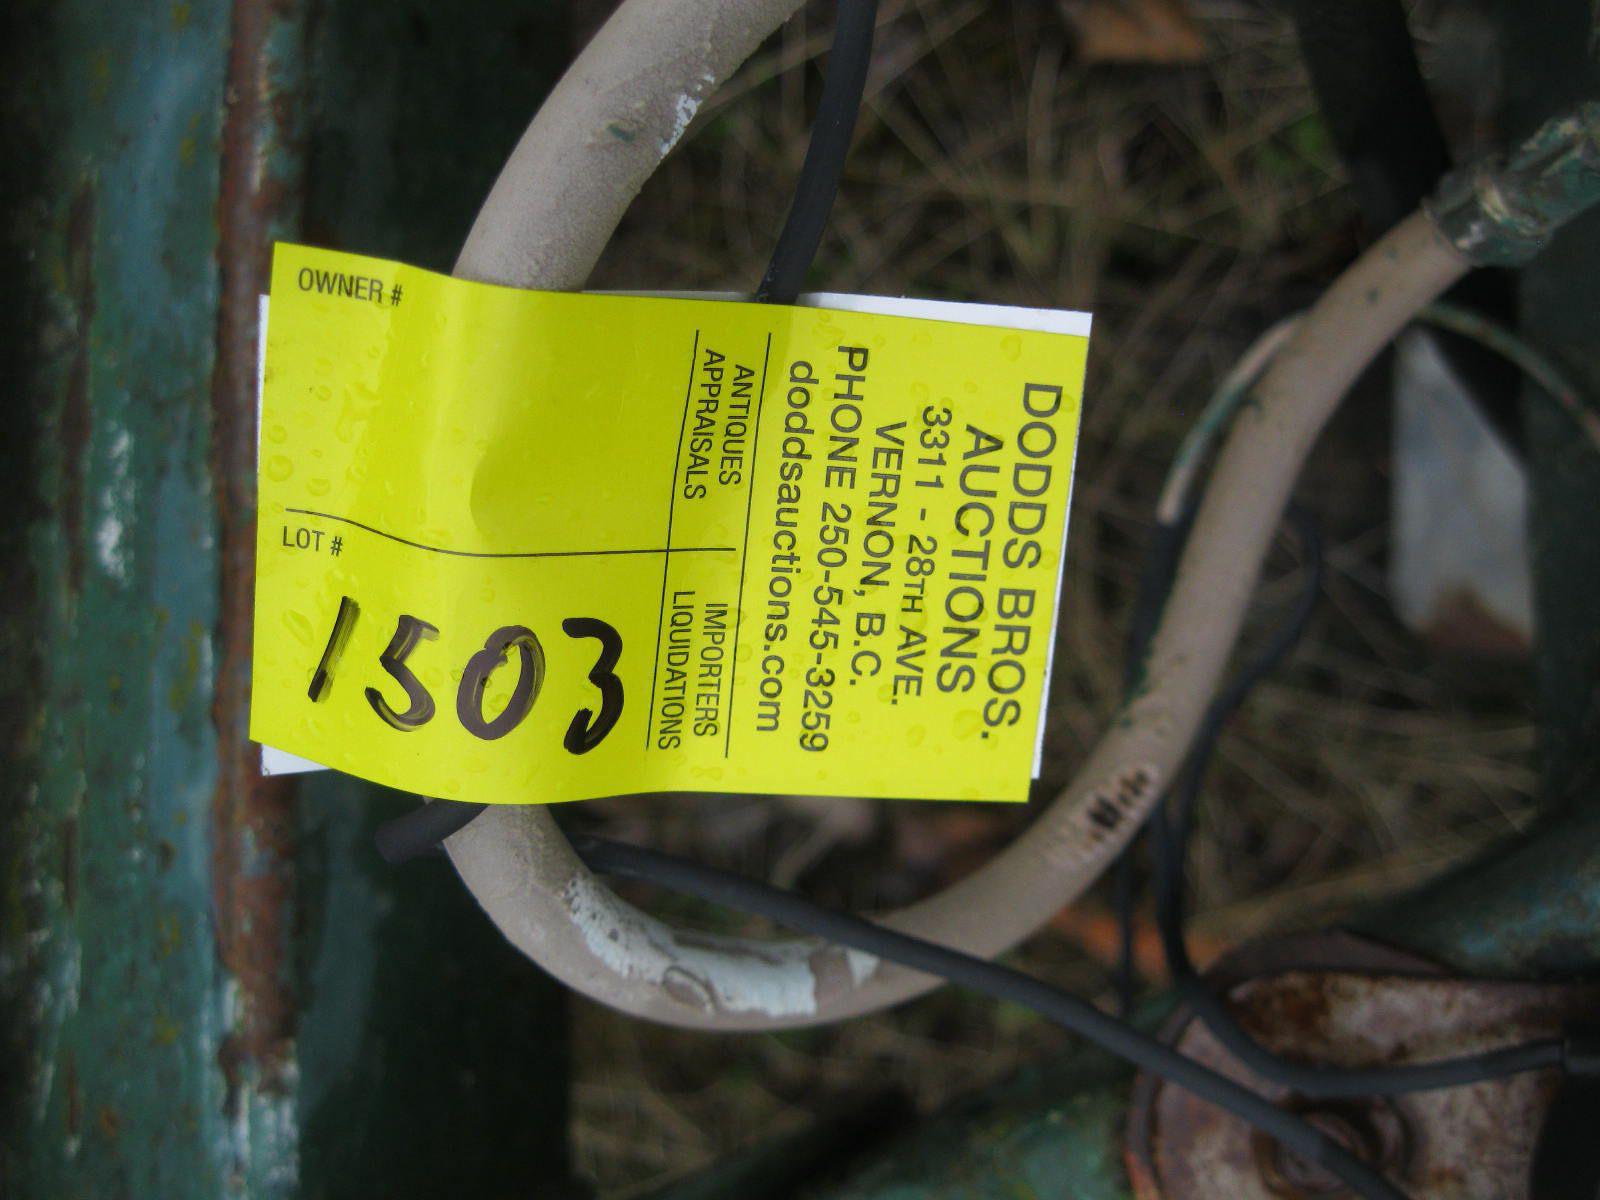 DODDS BROS.
AUCTIONS
3311 - 28TH AVE.
VERNON, B.C.
PHONE 250-545-3259
doddsauctions.com
ANTIQUES
APPRAISALS
IMPORTERS
LIQUIDATIONS
OWNER #
LOT #
1503